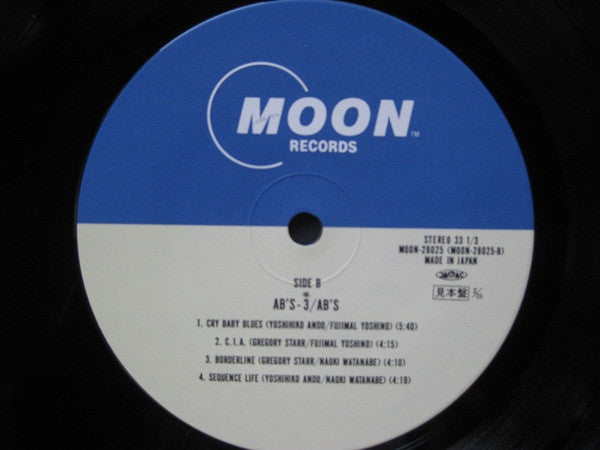 MOON ™
RECORDS
STEREO 33 1/3
MOON-28025 (MOON-28025-B)
MADE IN JAPAN
見本盤
SIDE B
AB'S - 3/AB'S
1. CRY BABY BLUES (YOSHIHIKO ANDO/FUJIMAL YOSHINO) (5:40)
2. C.I.A. (GREGORY STARR/FUJIMAL YOSHINO) (4:15)
3. BORDERLINE (GREGORY STARR/NAOKI WATANABE) (4:10)
4. SEQUENCE LIFE (YOSHIHIKO ANDO/NAOKI WATANABE) (4:19)